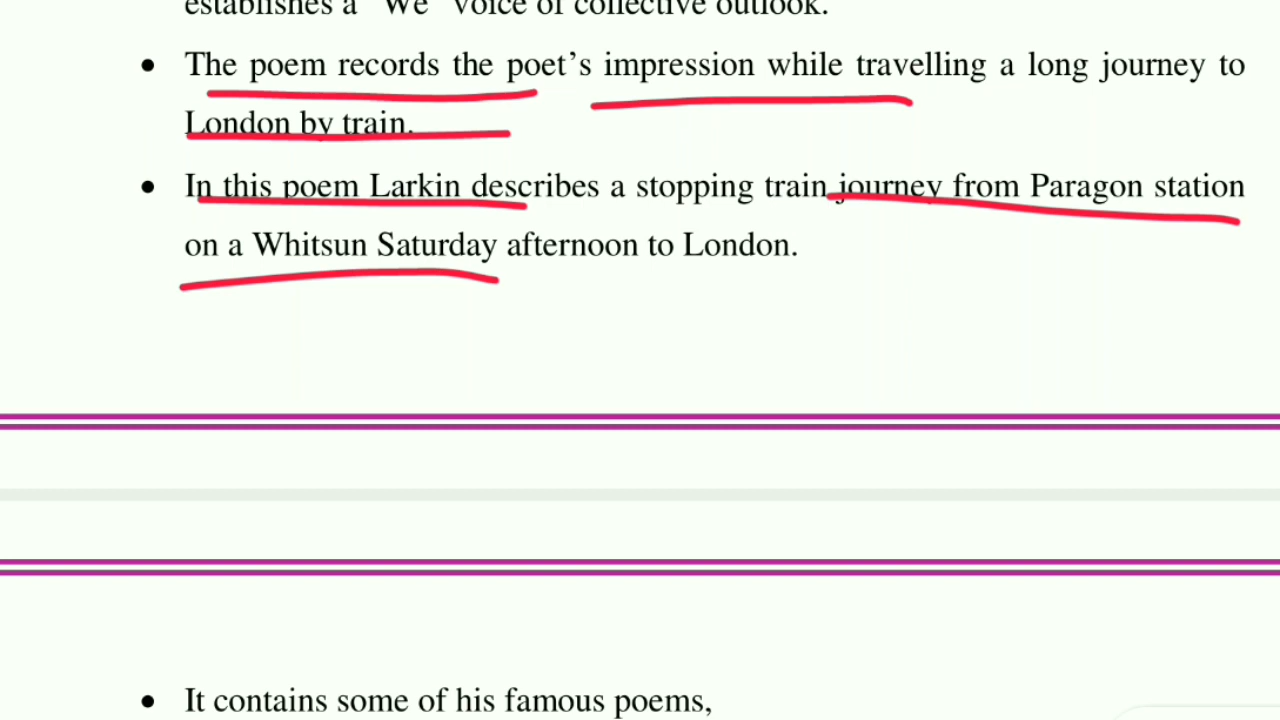 establishes a "We" voice of collective outlook.
• The poem records the poet's impression while travelling a long journey to
London by train.
• In this poem Larkin describes a stopping train journey from Paragon station
on a Whitsun Saturday afternoon to London.
• It contains some of his famous poems,